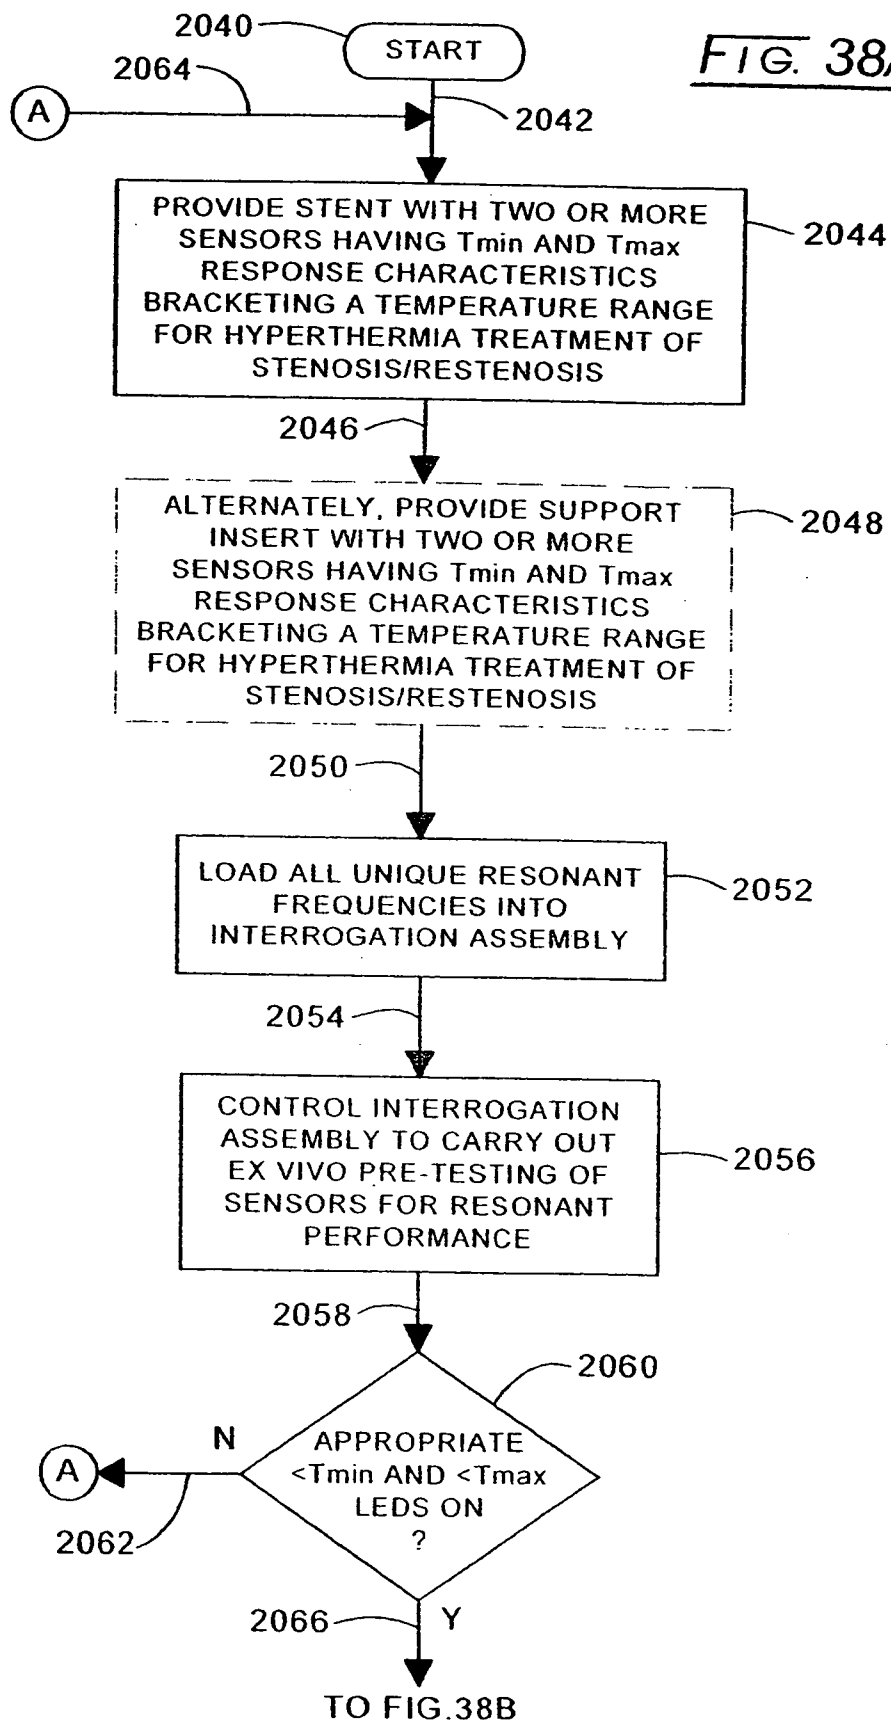 2040
START
FIG. 38A
2064
A
2042
PROVIDE STENT WITH TWO OR MORE
SENSORS HAVING Tmin AND Tmax
RESPONSE CHARACTERISTICS
BRACKETING A TEMPERATURE RANGE
FOR HYPERTHERMIA TREATMENT OF
STENOSIS/RESTENOSIS
2044
2046
ALTERNATELY, PROVIDE SUPPORT
INSERT WITH TWO OR MORE
SENSORS HAVING Tmin AND Tmax
RESPONSE CHARACTERISTICS
BRACKETING A TEMPERATURE RANGE
FOR HYPERTHERMIA TREATMENT OF
STENOSIS/RESTENOSIS
2048
2050
LOAD ALL UNIQUE RESONANT
FREQUENCIES INTO
INTERROGATION ASSEMBLY
2052
2054
CONTROL INTERROGATION
ASSEMBLY TO CARRY OUT
EX VIVO PRE-TESTING OF
SENSORS FOR RESONANT
PERFORMANCE
2056
2058
2060
APPROPRIATE
<Tmin AND <Tmax
LEDS ON
?
N
A
2062
2066
Y
TO FIG.38B